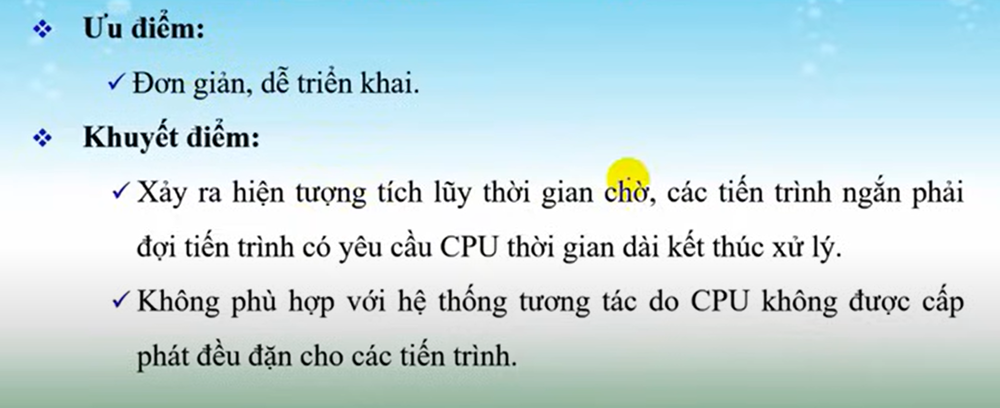 Ưu điểm:
Đơn giản, dễ triển khai.
Khuyết điểm:
Xảy ra hiện tượng tích lũy thời gian chờ, các tiến trình ngắn phải
đợi tiến trình có yêu cầu CPU thời gian dài kết thúc xử lý.
Không phù hợp với hệ thống tương tác do CPU không được cấp
phát đều đặn cho các tiến trình.